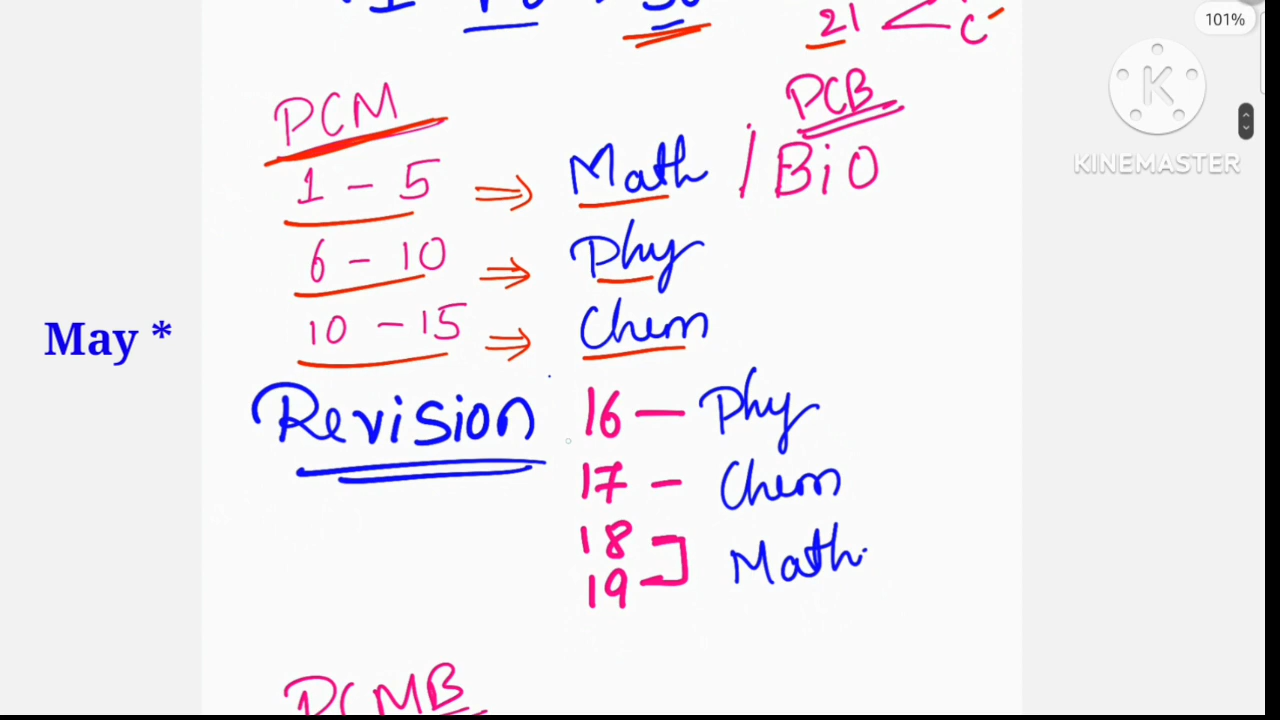 101%
21 c
PCM
PCB
1 - 5 ⇒ Math / BiO
6 - 10 ⇒ Phy
10 - 15 ⇒ Chem
May *
Revision 16 — Phy
17 - Chem
18
19 ] Math
PCMB
K
KINEMASTER